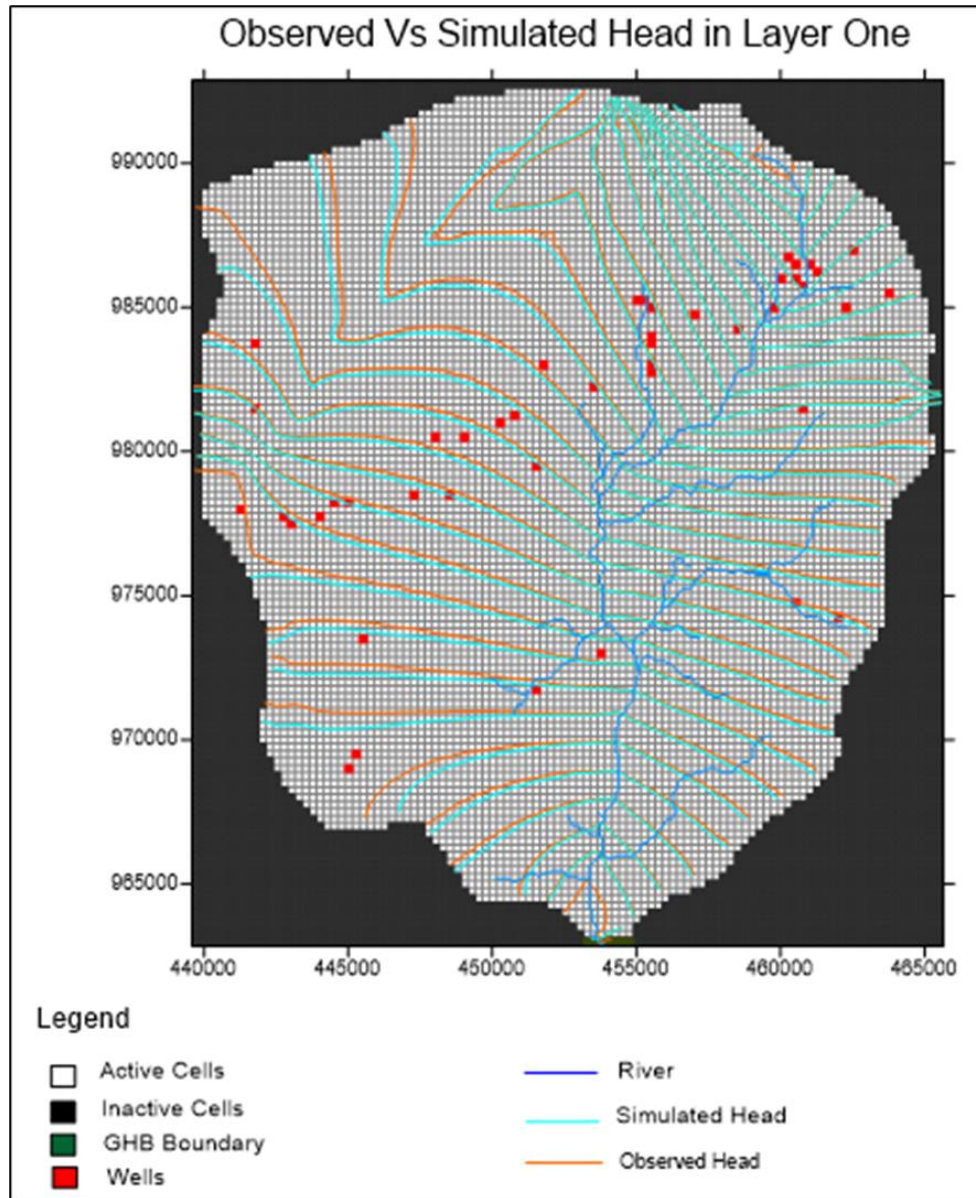 Observed Vs Simulated Head in Layer One
990000
985000
980000
975000
970000
965000
440000 445000 450000 455000 460000 465000
Legend
Active Cells
Inactive Cells
GHB Boundary
Wells
River
Simulated Head
Observed Head